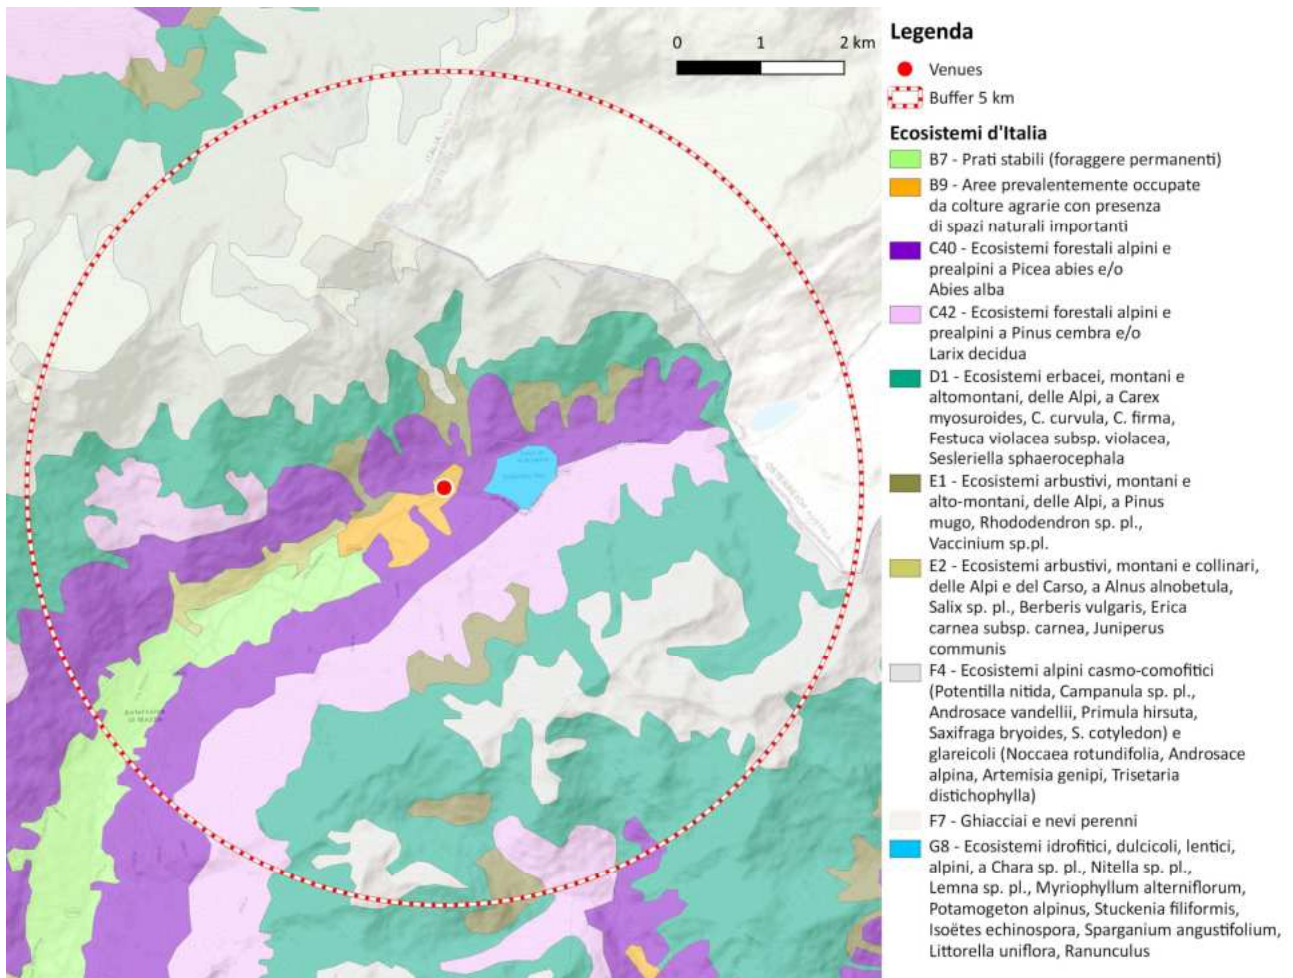 0 1 2 km
Legenda
Venues
Buffer 5 km
Ecosistemi d'Italia
B7 - Prati stabili (foraggere permanenti)
B9 - Aree prevalentemente occupate
da colture agrarie con presenza
di spazi naturali importanti
C40 - Ecosistemi forestali alpini e
prealpini a Picea abies e/o
Abies alba
C42 - Ecosistemi forestali alpini e
prealpini a Pinus cembra e/o
Larix decidua
D1 - Ecosistemi erbacei, montani e
altomontani, delle Alpi, a Carex
myosuroides, C. curvula, C. firma,
Festuca violacea subsp. violacea,
Sesleriella sphaerocephala
E1 - Ecosistemi arbustivi, montani e
alto-montani, delle Alpi, a Pinus
mugo, Rhododendron sp. pl.,
Vaccinium sp.pl.
E2 - Ecosistemi arbustivi, montani e collinari,
delle Alpi e del Carso, a Alnus alnobetula,
Salix sp. pl., Berberis vulgaris, Erica
carnea subsp. carnea, Juniperus
communis
F4 - Ecosistemi alpini casmo-comofitici
(Potentilla nitida, Campanula sp. pl.,
Androsace vandellii, Primula hirsuta,
Saxifraga bryoides, S. cotyledon) e
glareicoli (Noccaea rotundifolia, Androsace
alpina, Artemisia genipi, Trisetaria
distichophylla)
F7 - Ghiacciai e nevi perenni
G8 - Ecosistemi idrofitici, dulcicoli, lentici,
alpini, a Chara sp. pl., Nitella sp. pl.,
Lemna sp. pl., Myriophyllum alterniflorum,
Potamogeton alpinus, Stuckenia filiformis,
Isoëtes echinospora, Sparganium angustifolium,
Littorella uniflora, Ranunculus